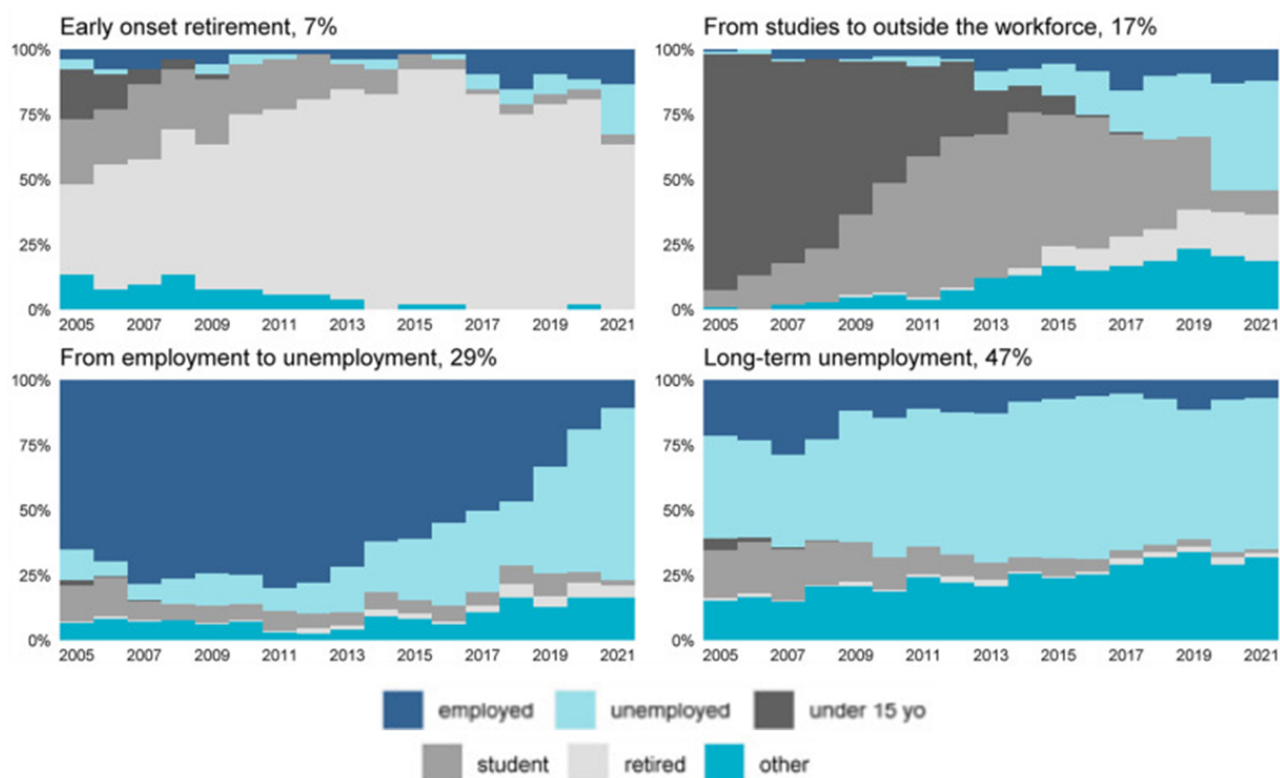 Early onset retirement, 7%
100%
75%
50%
25%
0%
2005 2007 2009 2011 2013 2015 2017 2019 2021
From studies to outside the workforce, 17%
100%
75%
50%
25%
0%
2005 2007 2009 2011 2013 2015 2017 2019 2021
From employment to unemployment, 29%
100%
75%
50%
25%
0%
2005 2007 2009 2011 2013 2015 2017 2019 2021
Long-term unemployment, 47%
100%
75%
50%
25%
0%
2005 2007 2009 2011 2013 2015 2017 2019 2021
employed unemployed under 15 yo
student retired other